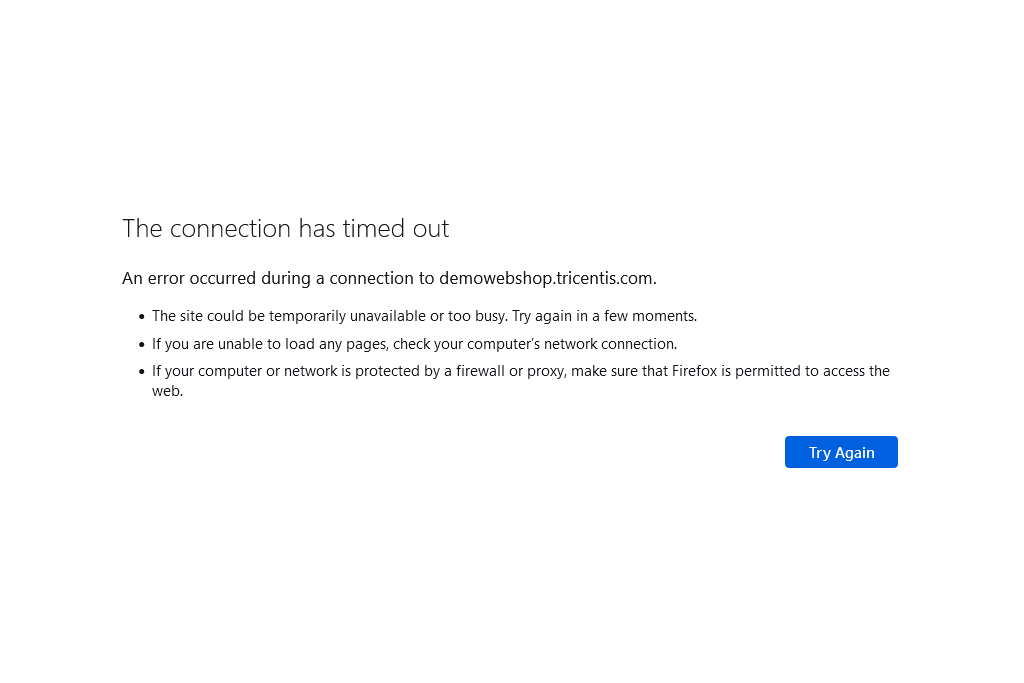 The connection has timed out
An error occurred during a connection to demowebshop.tricentis.com.
• The site could be temporarily unavailable or too busy. Try again in a few moments.
• If you are unable to load any pages, check your computer’s network connection.
• If your computer or network is protected by a firewall or proxy, make sure that Firefox is permitted to access the
web.
Try Again